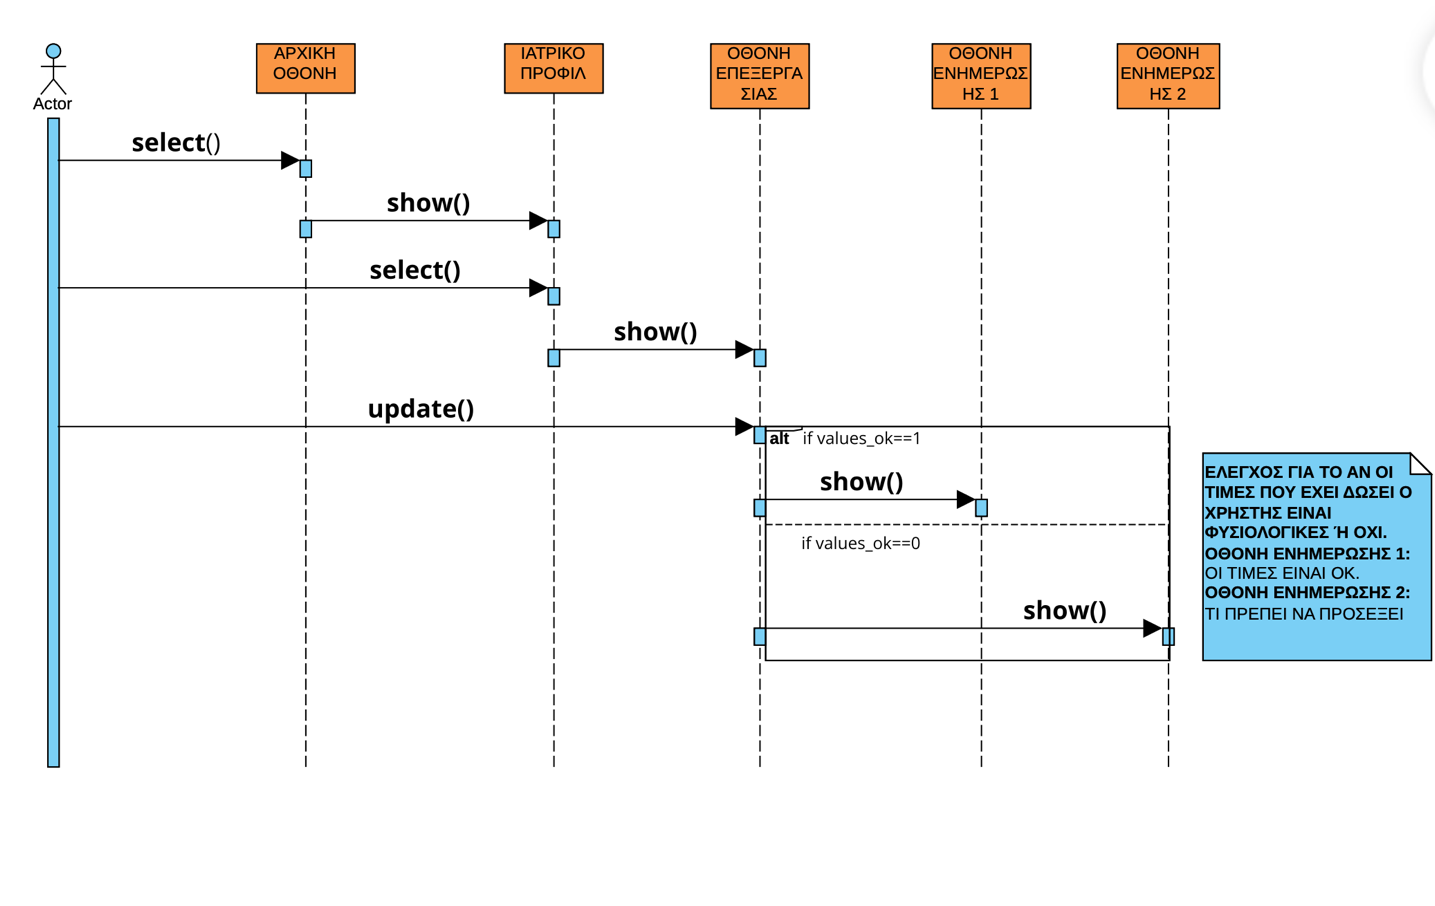 ΑΡΧΙΚΗ
ΟΘΟΝΗ
ΙΑΤΡΙΚΟ
ΠΡΟΦΙΛ
ΟΘΟΝΗ
ΕΠΕΞΕΡΓΑ
ΣΙΑΣ
ΟΘΟΝΗ
ΕΝΗΜΕΡΩΣ
ΗΣ 1
ΟΘΟΝΗ
ΕΝΗΜΕΡΩΣ
ΗΣ 2
Actor
select()
show()
select()
show()
update()
alt if values_ok==1
show()
if values_ok==0
show()
ΕΛΕΓΧΟΣ ΓΙΑ ΤΟ ΑΝ ΟΙ
ΤΙΜΕΣ ΠΟΥ ΕΧΕΙ ΔΩΣΕΙ Ο
ΧΡΗΣΤΗΣ ΕΙΝΑΙ
ΦΥΣΙΟΛΟΓΙΚΕΣ Ή ΟΧΙ.
ΟΘΟΝΗ ΕΝΗΜΕΡΩΣΗΣ 1:
ΟΙ ΤΙΜΕΣ ΕΙΝΑΙ ΟΚ.
ΟΘΟΝΗ ΕΝΗΜΕΡΩΣΗΣ 2:
ΤΙ ΠΡΕΠΕΙ ΝΑ ΠΡΟΣΕΞΕΙ